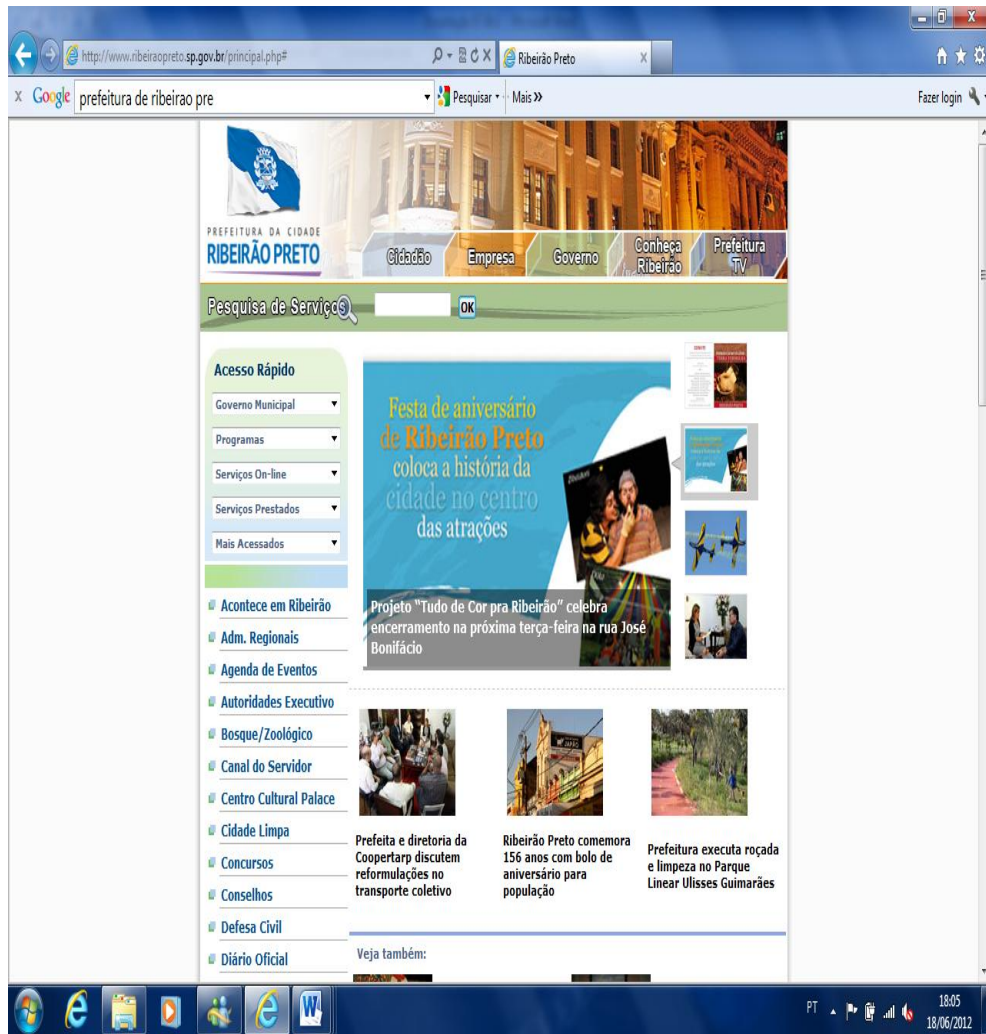 http://www.ribeiraopreto.sp.gov.br/principal.php#
Ribeirão Preto
x Google prefeitura de ribeirao pre
Pesquisar
Mais »
Fazer login
PREFEITURA DA CIDADE
RIBEIRÃO PRETO
Cidadão
Empresa
Governo
Conheça
Ribeirão
Prefeitura
TV
Pesquisa de Serviços
OK
Acesso Rápido
Governo Municipal
Programas
Serviços On-line
Serviços Prestados
Mais Acessados
Acontece em Ribeirão
Adm. Regionais
Agenda de Eventos
Autoridades Executivo
Bosque/Zoológico
Canal do Servidor
Centro Cultural Palace
Cidade Limpa
Concursos
Conselhos
Defesa Civil
Diário Oficial
Festa de aniversário
de Ribeirão Preto
coloca a história da
cidade no centro
das atrações
Projeto "Tudo de Cor pra Ribeirão" celebra
encerramento na próxima terça-feira na rua José
Bonifácio
Prefeita e diretoria da
Coopertarp discutem
reformulações no
transporte coletivo
Ribeirão Preto comemora
156 anos com bolo de
aniversário para
população
Prefeitura executa roçada
e limpeza no Parque
Linear Ulisses Guimarães
Veja também:
PT
18:05
18/06/2012